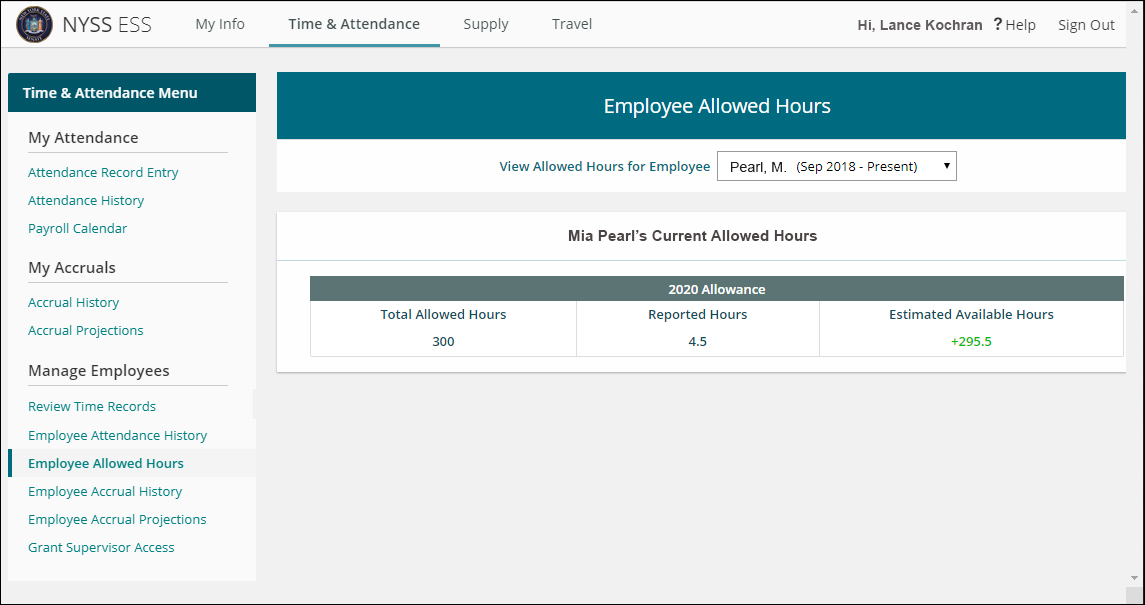 NYSS ESS My Info Time & Attendance Supply Travel Hi, Lance Kochran ? Help Sign Out
Time & Attendance Menu
My Attendance
Attendance Record Entry
Attendance History
Payroll Calendar
My Accruals
Accrual History
Accrual Projections
Manage Employees
Review Time Records
Employee Attendance History
Employee Allowed Hours
Employee Accrual History
Employee Accrual Projections
Grant Supervisor Access
Employee Allowed Hours
View Allowed Hours for Employee Pearl, M. (Sep 2018 - Present)
Mia Pearl’s Current Allowed Hours
2020 Allowance
Total Allowed Hours Reported Hours Estimated Available Hours
300 4.5 +295.5